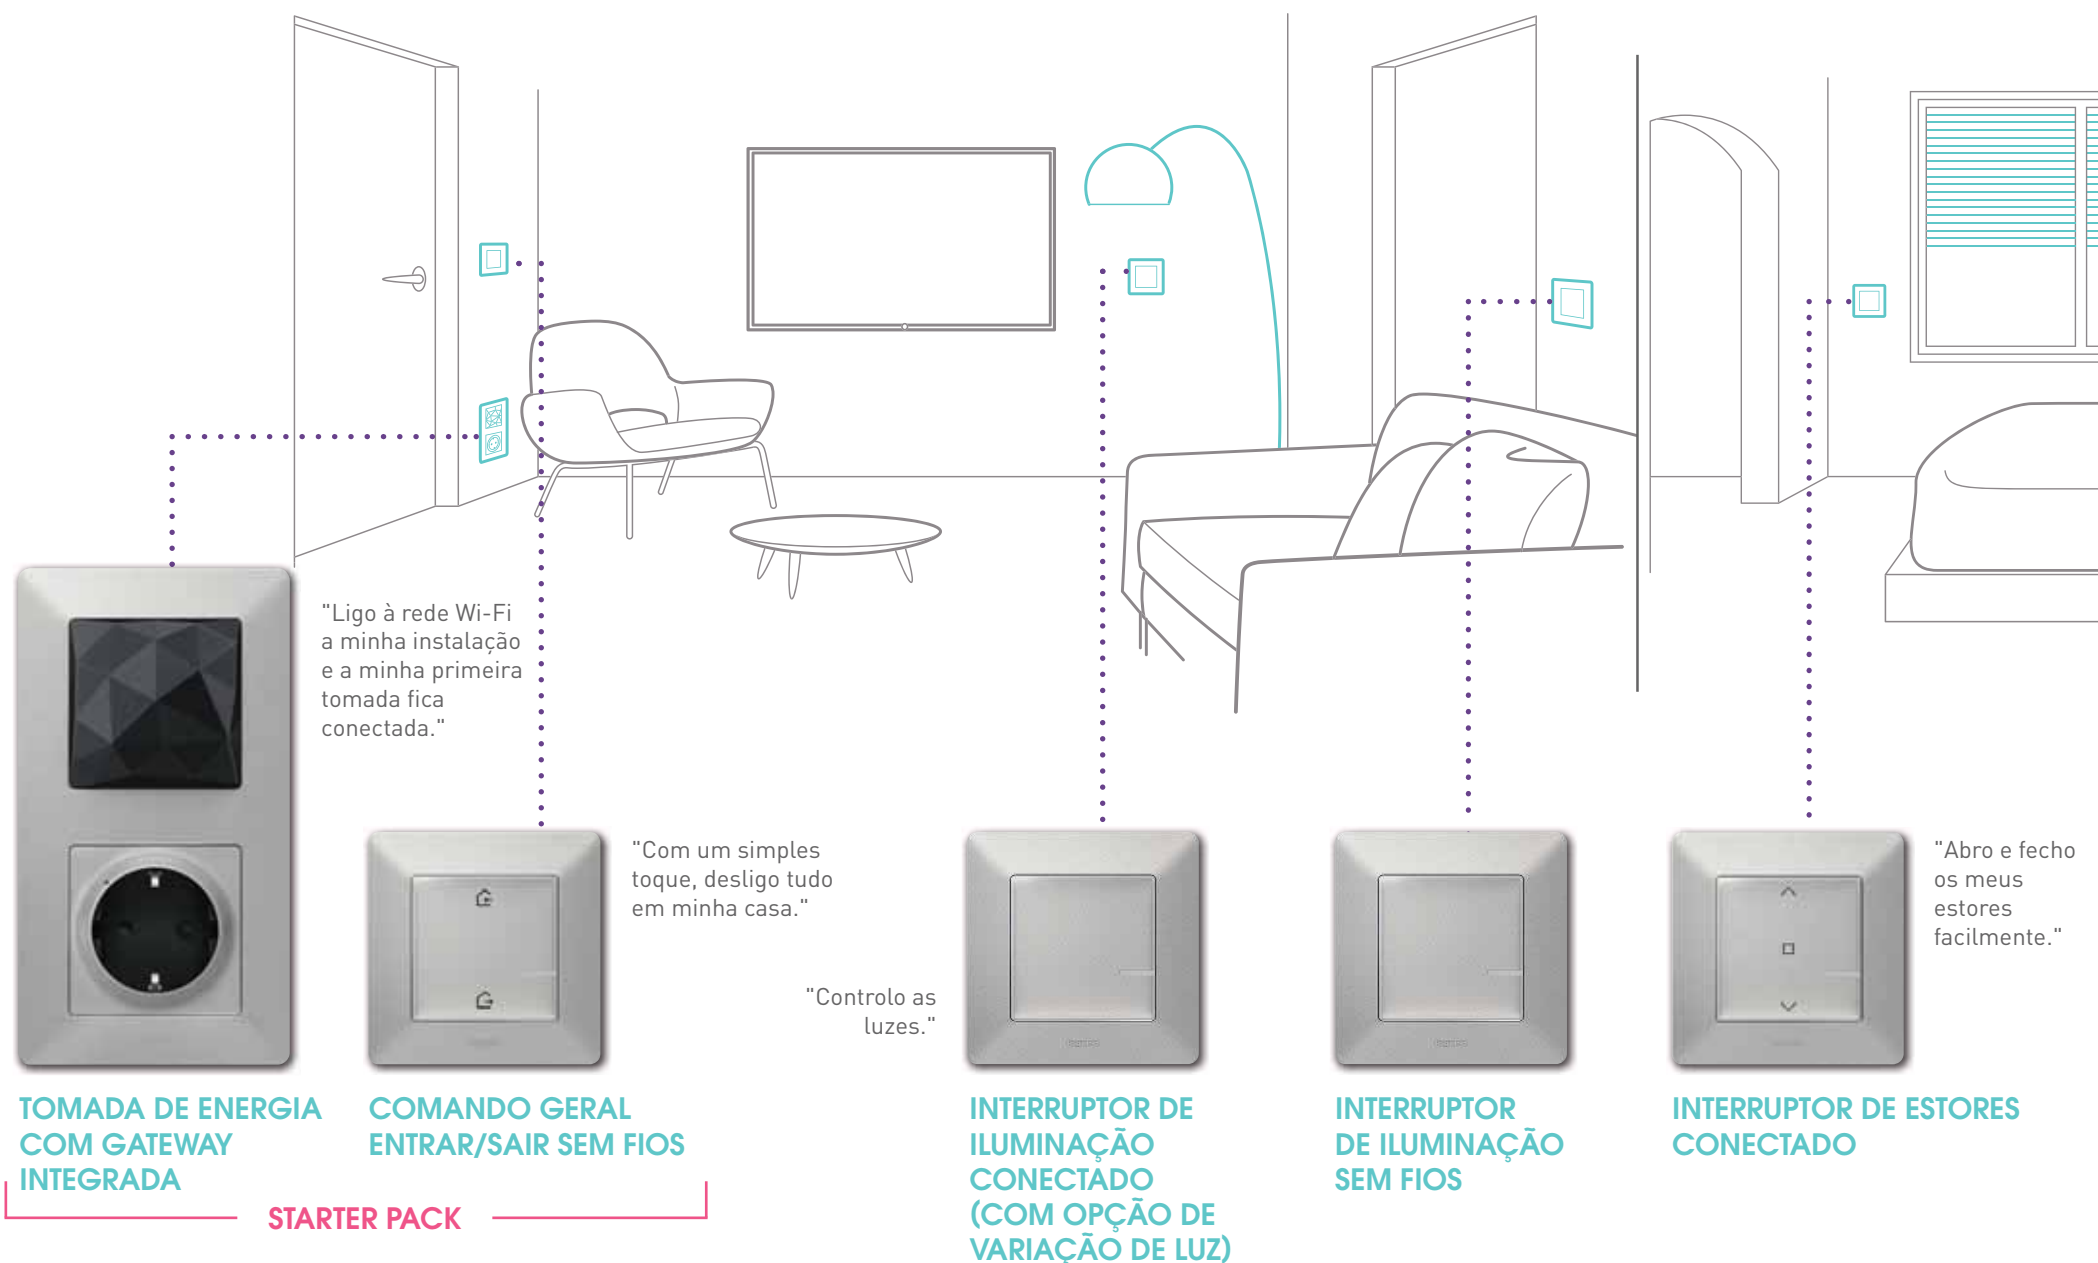 "Ligo à rede Wi-Fi
a minha instalação
e a minha primeira
tomada fica
conectada."
"Com um simples
toque, desligo tudo
em minha casa."
"Controlo as
luzes."
"Abro e fecho
os meus
estores
facilmente."
TOMADA DE ENERGIA
COM GATEWAY
INTEGRADA
COMANDO GERAL
ENTRAR/SAIR SEM FIOS
STARTER PACK
INTERRUPTOR DE
ILUMINAÇÃO
CONECTADO
(COM OPÇÃO DE
VARIAÇÃO DE LUZ)
INTERRUPTOR
DE ILUMINAÇÃO
SEM FIOS
INTERRUPTOR DE ESTORES
CONECTADO